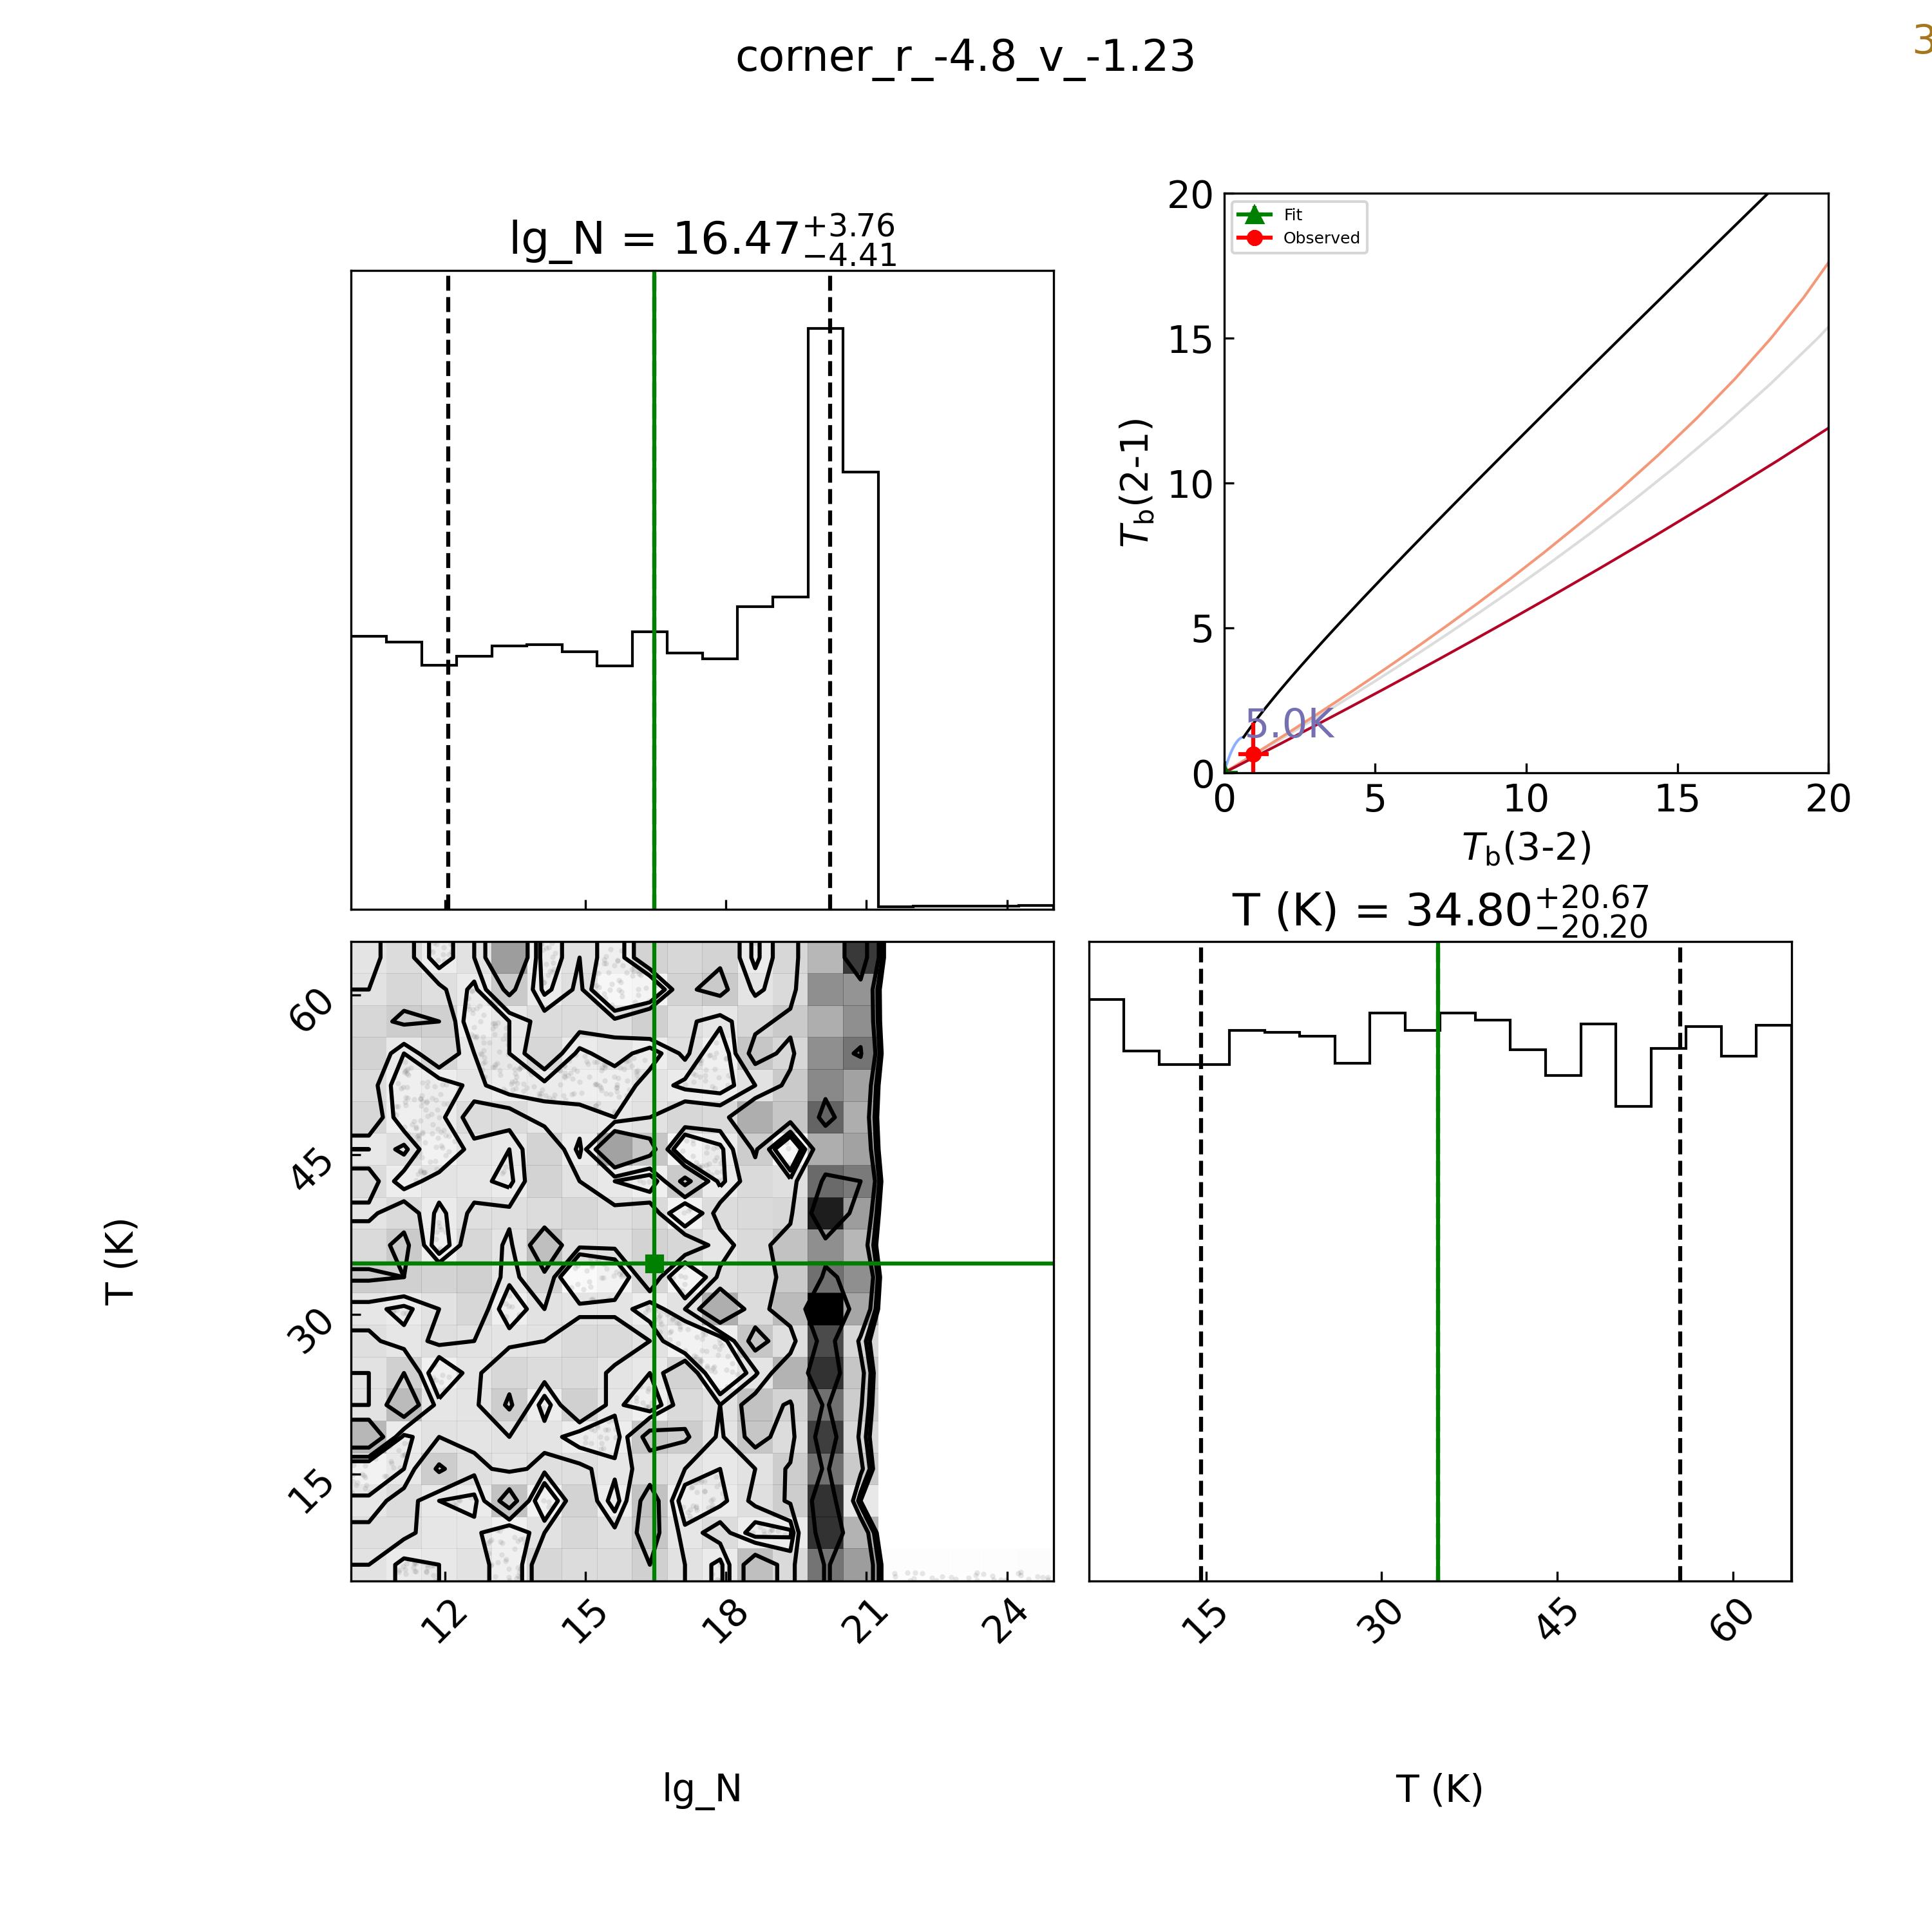 corner_r_-4.8_v_-1.23
3
lg_N = 16.47+3.76−4.41
20
15
10
5
0
Tb(2-1)
Fit
Observed
5.0K
0 5 10 15 20
Tb(3-2)
T (K) = 34.80+20.67−20.20
60
45
30
15
T (K)
12 15 18 21 24
15 30 45 60
lg_N
T (K)